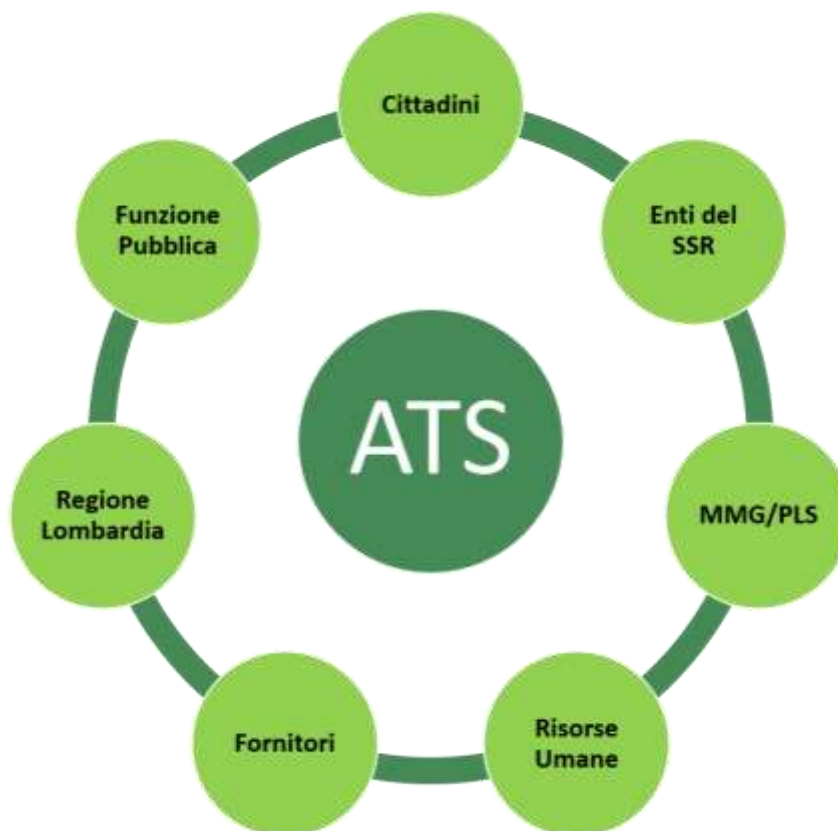 Cittadini
Enti del
SSR
MMG/PLS
Risorse
Umane
Fornitori
Regione
Lombardia
Funzione
Pubblica
ATS